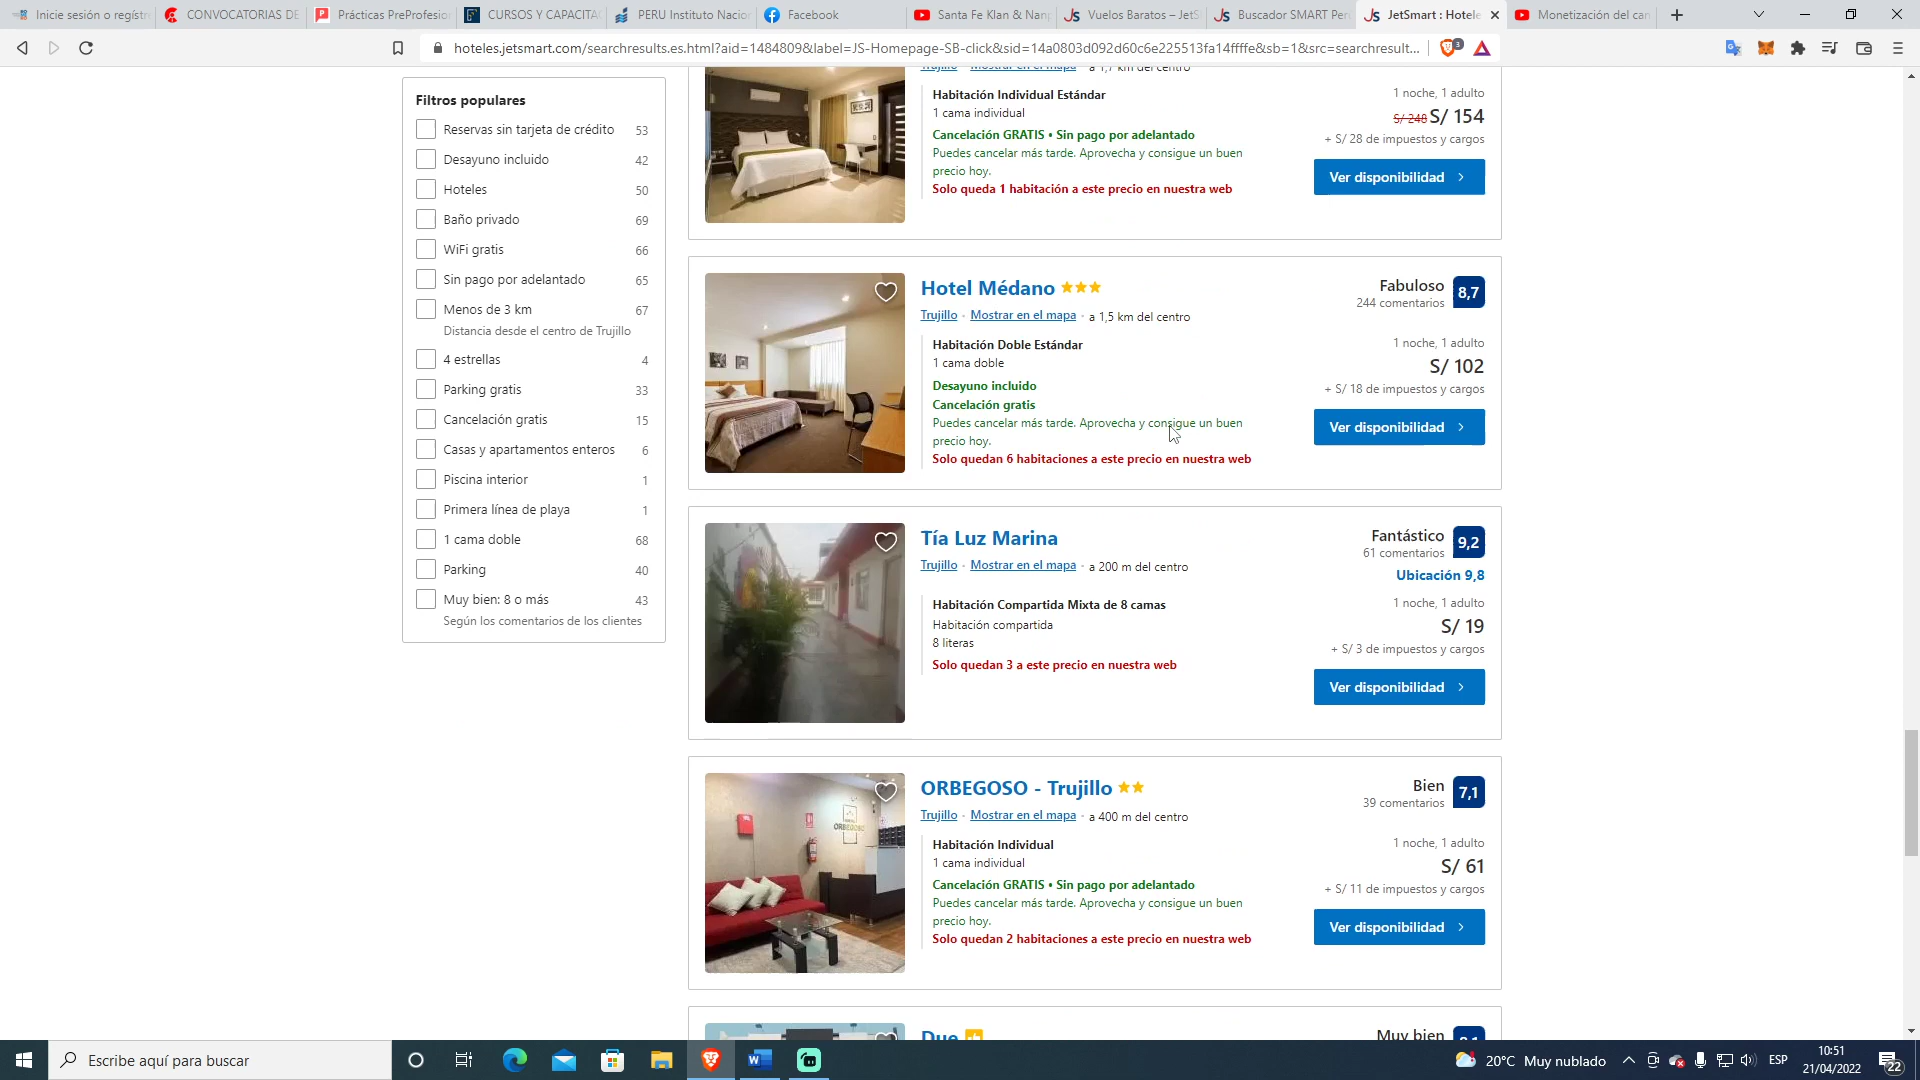 Inicie sesión o regístr
CONVOCATORIAS DE
Prácticas PreProfesion
CURSOS Y CAPACITA
PERU Instituto Nacion
Facebook
Santa Fe Klan & Nanp
Vuelos Baratos – JetS
Buscador SMART Peru
JetSmart : Hotele
Monetización del can
hoteles.jetsmart.com/searchresults.es.html?aid=1484809&label=JS-Homepage-SB-click&sid=14a0803d092d60c6e225513fa14ffffe&sb=1&src=searchresult...
3
Filtros populares
Reservas sin tarjeta de crédito 53
Desayuno incluido 42
Hoteles 50
Baño privado 69
WiFi gratis 66
Sin pago por adelantado 65
Menos de 3 km 67
Distancia desde el centro de Trujillo
4 estrellas 4
Parking gratis 33
Cancelación gratis 15
Casas y apartamentos enteros 6
Piscina interior 1
Primera línea de playa 1
1 cama doble 68
Parking 40
Muy bien: 8 o más 43
Según los comentarios de los clientes
Trujillo · Mostrar en el mapa · a 1,7 km del centro
Habitación Individual Estándar
1 cama individual
Cancelación GRATIS • Sin pago por adelantado
Puedes cancelar más tarde. Aprovecha y consigue un buen
precio hoy.
Solo queda 1 habitación a este precio en nuestra web
1 noche, 1 adulto
S/ 248 S/ 154
+ S/ 28 de impuestos y cargos
Ver disponibilidad
Hotel Médano
Trujillo · Mostrar en el mapa · a 1,5 km del centro
Fabuloso 8,7
244 comentarios
Habitación Doble Estándar
1 cama doble
Desayuno incluido
Cancelación gratis
Puedes cancelar más tarde. Aprovecha y consigue un buen
precio hoy.
Solo quedan 6 habitaciones a este precio en nuestra web
1 noche, 1 adulto
S/ 102
+ S/ 18 de impuestos y cargos
Ver disponibilidad
Tía Luz Marina
Trujillo · Mostrar en el mapa · a 200 m del centro
Fantástico 9,2
61 comentarios
Ubicación 9,8
Habitación Compartida Mixta de 8 camas
Habitación compartida
8 literas
Solo quedan 3 a este precio en nuestra web
1 noche, 1 adulto
S/ 19
+ S/ 3 de impuestos y cargos
Ver disponibilidad
ORBEGOSO
ORBEGOSO - Trujillo
Trujillo · Mostrar en el mapa · a 400 m del centro
Bien 7,1
39 comentarios
Habitación Individual
1 cama individual
Cancelación GRATIS • Sin pago por adelantado
Puedes cancelar más tarde. Aprovecha y consigue un buen
precio hoy.
Solo quedan 2 habitaciones a este precio en nuestra web
1 noche, 1 adulto
S/ 61
+ S/ 11 de impuestos y cargos
Ver disponibilidad
Due
Muy bien 8,1
Escribe aquí para buscar
20°C Muy nublado
ESP
10:51
21/04/2022
22